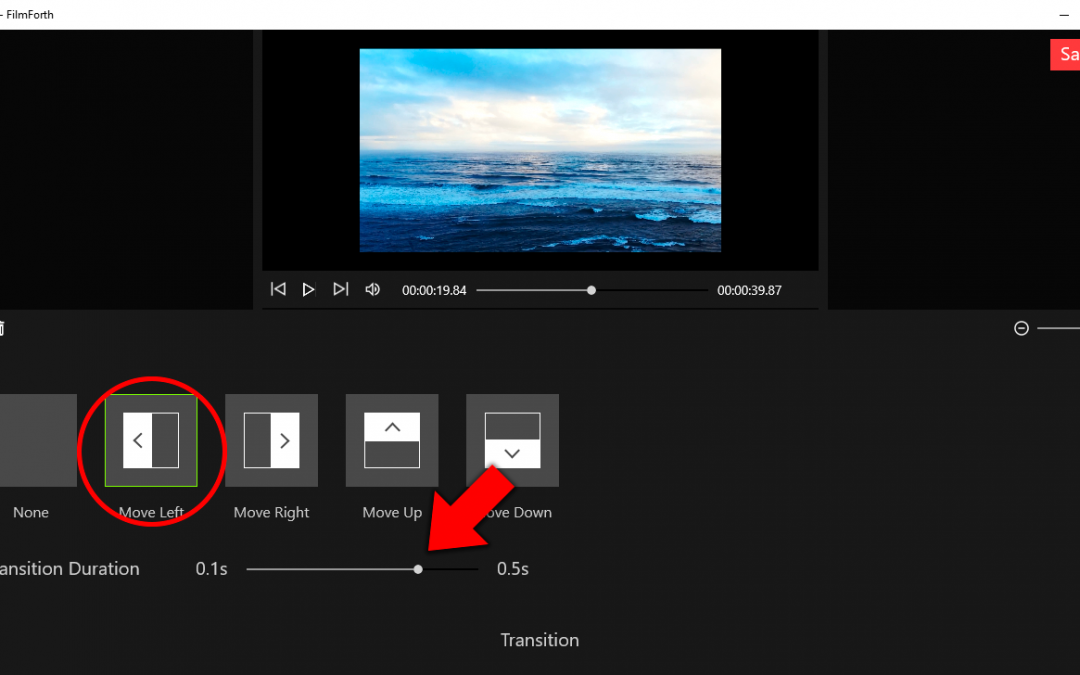 - FilmForth
Sa
00:00:19.84
00:00:39.87
None
Move Left
Move Right
Move Up
ove Down
ansition Duration
0.1s
0.5s
Transition